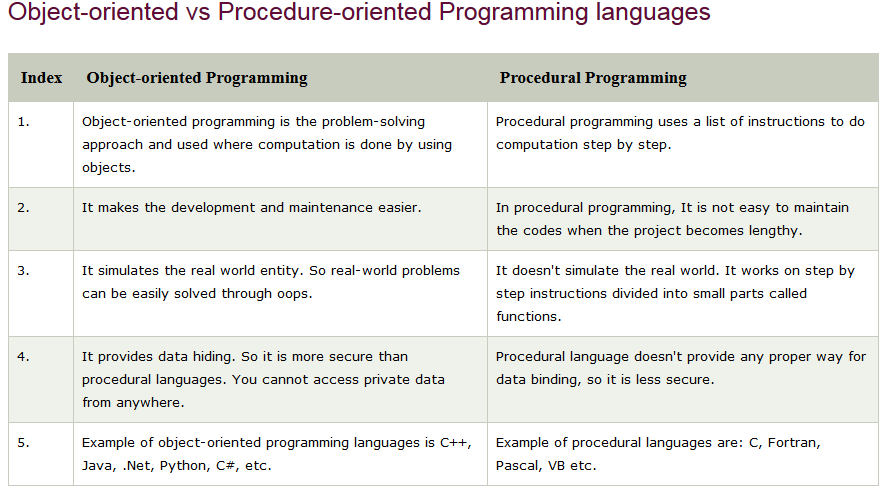 Object-oriented vs Procedure-oriented Programming languages
Index Object-oriented Programming Procedural Programming
1.
Object-oriented programming is the problem-solving
approach and used where computation is done by using
objects.
Procedural programming uses a list of instructions to do
computation step by step.
2.
It makes the development and maintenance easier.
In procedural programming, It is not easy to maintain
the codes when the project becomes lengthy.
3.
It simulates the real world entity. So real-world problems
can be easily solved through oops.
It doesn't simulate the real world. It works on step by
step instructions divided into small parts called
functions.
4.
It provides data hiding. So it is more secure than
procedural languages. You cannot access private data
from anywhere.
Procedural language doesn't provide any proper way for
data binding, so it is less secure.
5.
Example of object-oriented programming languages is C++,
Java, .Net, Python, C#, etc.
Example of procedural languages are: C, Fortran,
Pascal, VB etc.